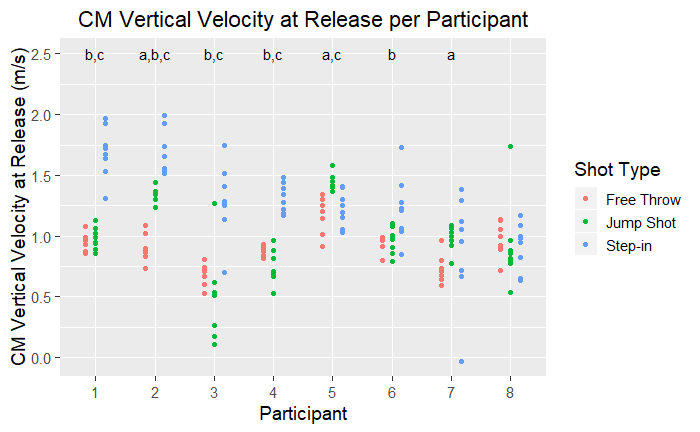 CM Vertical Velocity at Release per Participant
CM Vertical Velocity at Release (m/s)
2.5
2.0
1.5
1.0
0.5
0.0
b,c a,b,c b,c b,c a,c b a
1 2 3 4 5 6 7 8
Participant
Shot Type
Free Throw
Jump Shot
Step-in